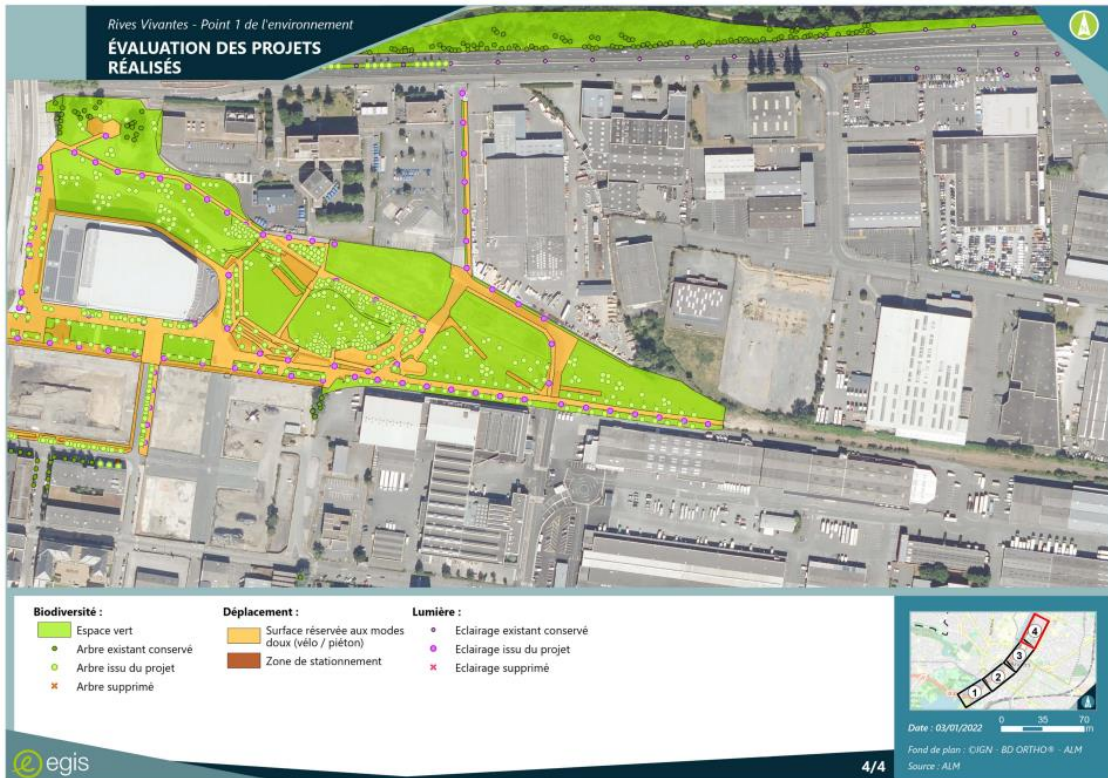 Rives Vivantes - Point 1 de l'environnement
ÉVALUATION DES PROJETS
RÉALISÉS
Biodiversité :
Espace vert
Arbre existant conservé
Arbre issu du projet
Arbre supprimé
Déplacement :
Surface réservée aux modes
doux (vélo / piéton)
Zone de stationnement
Lumière :
Eclairage existant conservé
Eclairage issu du projet
Eclairage supprimé
4
3
2
1
Date : 03/01/2022
0 35 70
m
Fond de plan : ©IGN - BD ORTHO® - ALM
Source : ALM
egis
4/4